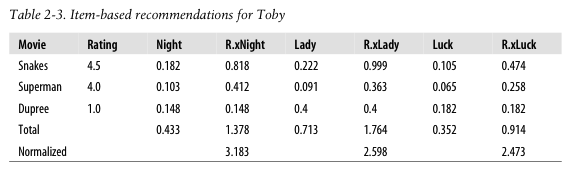 Table 2-3. Item-based recommendations for Toby
Movie Rating Night R.xNight Lady R.xLady Luck R.xLuck
Snakes 4.5 0.182 0.818 0.222 0.999 0.105 0.474
Superman 4.0 0.103 0.412 0.091 0.363 0.065 0.258
Dupree 1.0 0.148 0.148 0.4 0.4 0.182 0.182
Total 0.433 1.378 0.713 1.764 0.352 0.914
Normalized 3.183 2.598 2.473